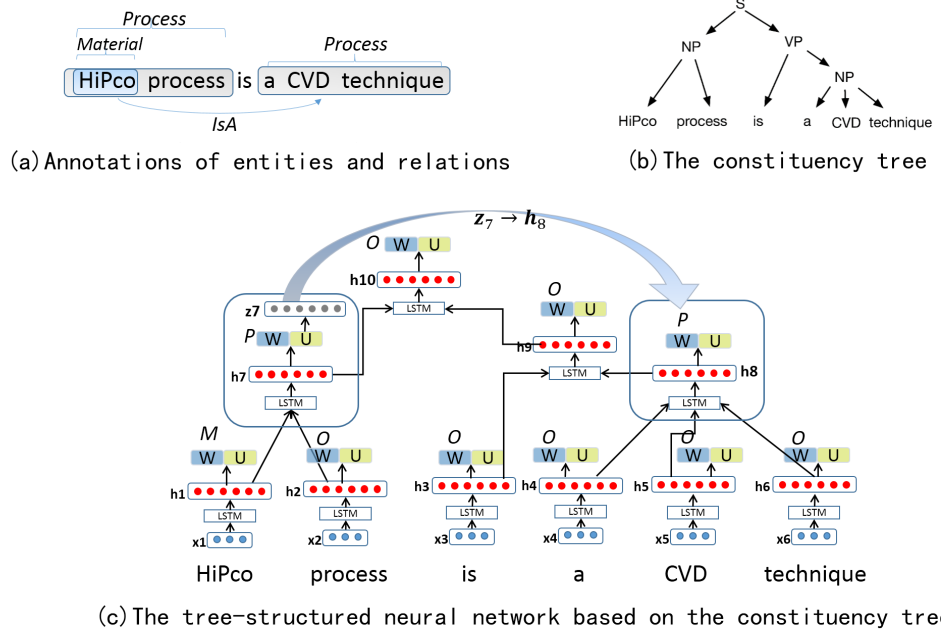 Process
Material
Process
HiPco process is a CVD technique
IsA
(a)Annotations of entities and relations
S
NP
VP
NP
HiPco process is a CVD technique
(b)The constituency tree
z7 → h8
O W U
h10
LSTM
z7
P W U
h7
LSTM
O
W U
h9
LSTM
P
W U
h8
LSTM
M
W U
h1
LSTM
x1
O
W U
h2
LSTM
x2
O
W U
h3
LSTM
x3
O
W U
h4
LSTM
x4
O
W U
h5
LSTM
x5
O
W U
h6
LSTM
x6
HiPco process is a CVD technique
(c)The tree-structured neural network based on the constituency tree